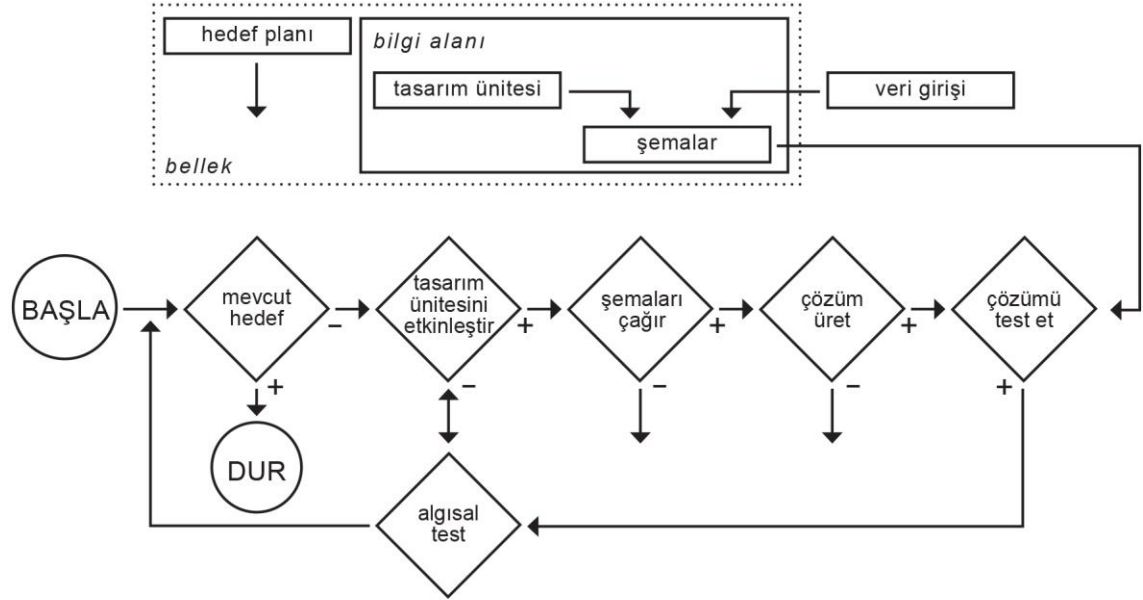 hedef planı
bilgi alanı
tasarım ünitesi
veri girişi
şemalar
bellek
BAŞLA
mevcut
hedef
tasarım
ünitesini
etkinleştir
şemaları
çağır
çözüm
üret
çözümü
test et
–
+
+
+
+
–
–
–
+
DUR
algısal
test